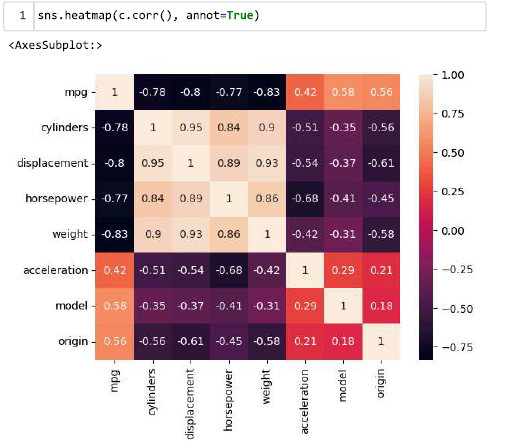 1 sns.heatmap(c.corr(), annot=True)
<AxesSubplot:>
mpg 1 -0.78 -0.8 -0.77 -0.83 0.42 0.58 0.56
cylinders -0.78 1 0.95 0.84 0.9 -0.51 -0.35 -0.56
displacement -0.8 0.95 1 0.89 0.93 -0.54 -0.37 -0.61
horsepower -0.77 0.84 0.89 1 0.86 -0.68 -0.41 -0.45
weight -0.83 0.9 0.93 0.86 1 -0.42 -0.31 -0.58
acceleration 0.42 -0.51 -0.54 -0.68 -0.42 1 0.29 0.21
model 0.58 -0.35 -0.37 -0.41 -0.31 0.29 1 0.18
origin 0.56 -0.56 -0.61 -0.45 -0.58 0.21 0.18 1
mpg
cylinders
displacement
horsepower
weight
acceleration
model
origin
1.00
0.75
0.50
0.25
0.00
-0.25
-0.50
-0.75